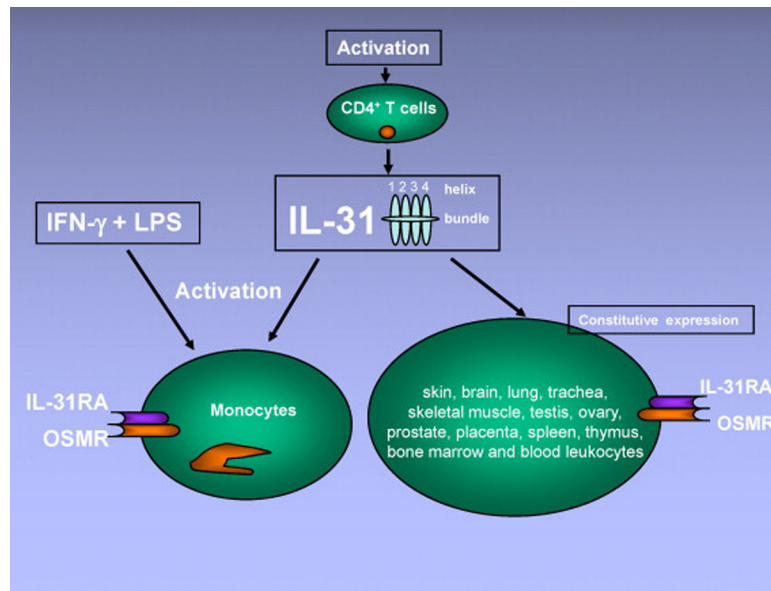 Activation
CD4⁺ T cells
1 2 3 4 helix
IL-31 bundle
IFN-γ + LPS
Activation
Constitutive expression
IL-31RA
OSMR
Monocytes
skin, brain, lung, trachea,
skeletal muscle, testis, ovary,
prostate, placenta, spleen, thymus,
bone marrow and blood leukocytes
IL-31RA
OSMR